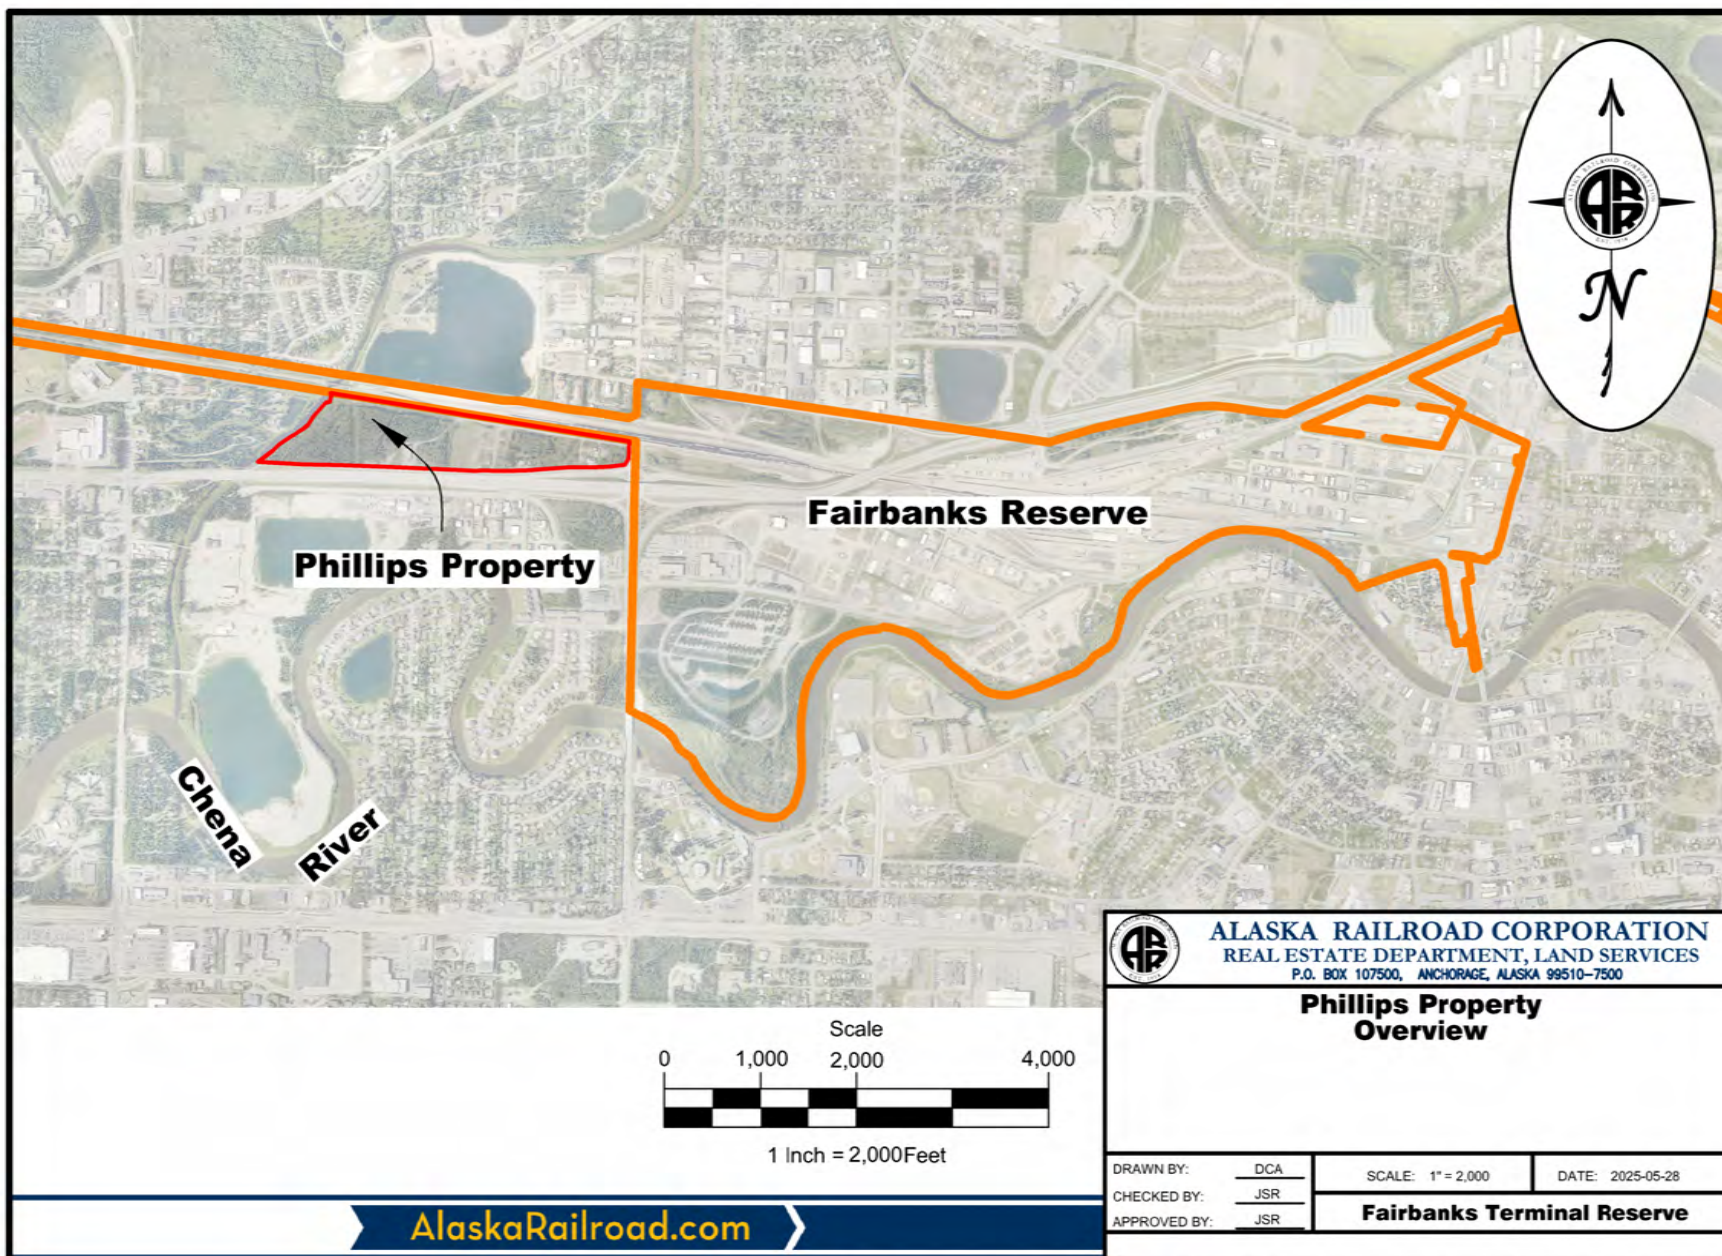 N
Fairbanks Reserve
Phillips Property
Chena
River
ALASKA RAILROAD CORPORATION
REAL ESTATE DEPARTMENT, LAND SERVICES
P.O. BOX 107500, ANCHORAGE, ALASKA 99510-7500
Phillips Property
Overview
Scale
0 1,000 2,000 4,000
1 Inch = 2,000Feet
DRAWN BY: DCA
CHECKED BY: JSR
APPROVED BY: JSR
SCALE: 1" = 2,000
DATE: 2025-05-28
Fairbanks Terminal Reserve
AlaskaRailroad.com